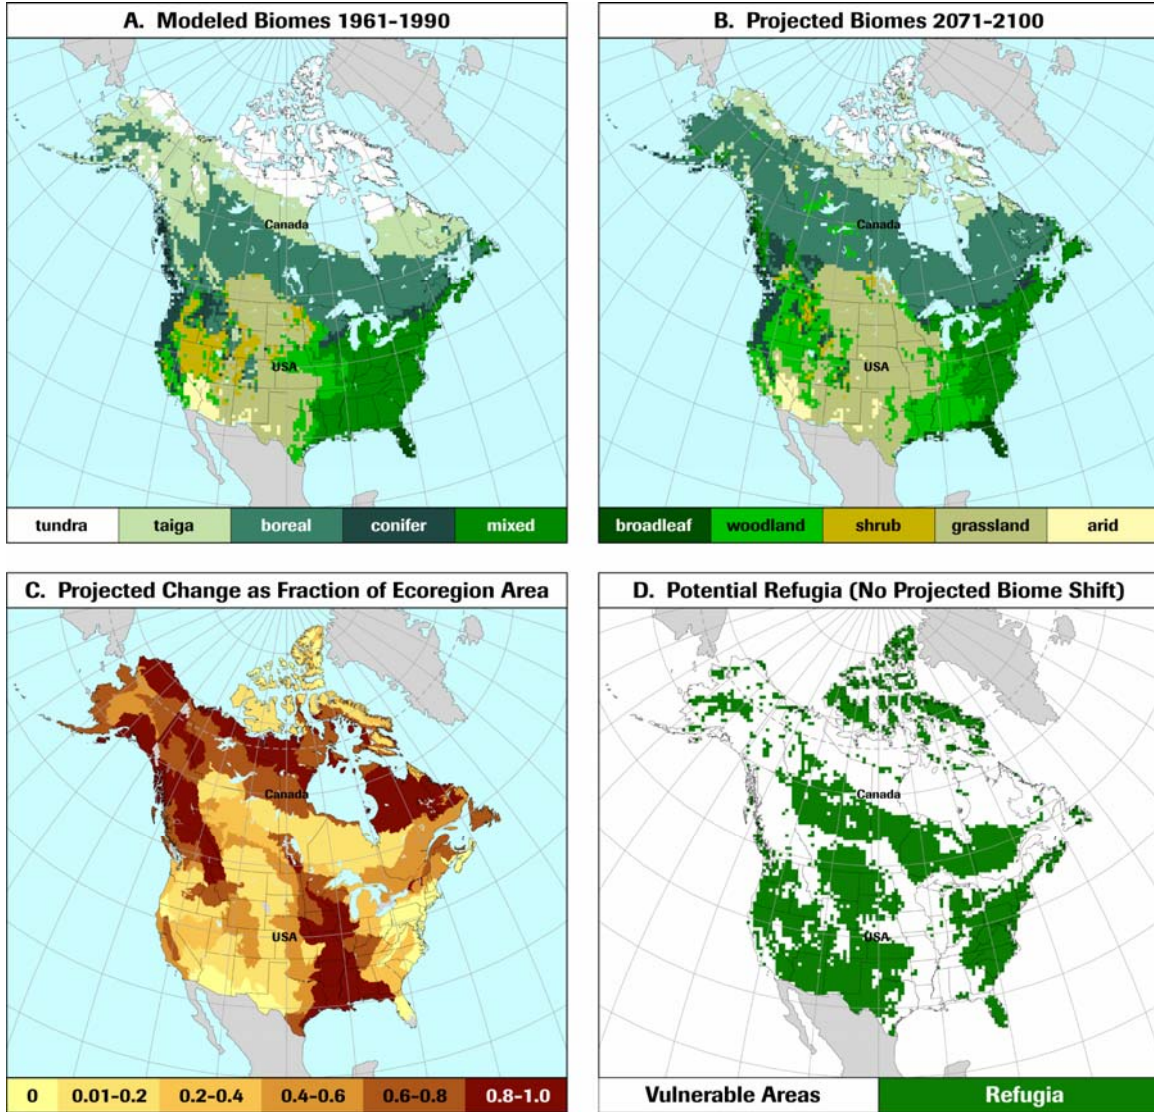 A. Modeled Biomes 1961-1990
Canada
USA
tundra taiga boreal conifer mixed
B. Projected Biomes 2071-2100
Canada
USA
broadleaf woodland shrub grassland arid
C. Projected Change as Fraction of Ecoregion Area
Canada
USA
0 0.01-0.2 0.2-0.4 0.4-0.6 0.6-0.8 0.8-1.0
D. Potential Refugia (No Projected Biome Shift)
Canada
USA
Vulnerable Areas Refugia